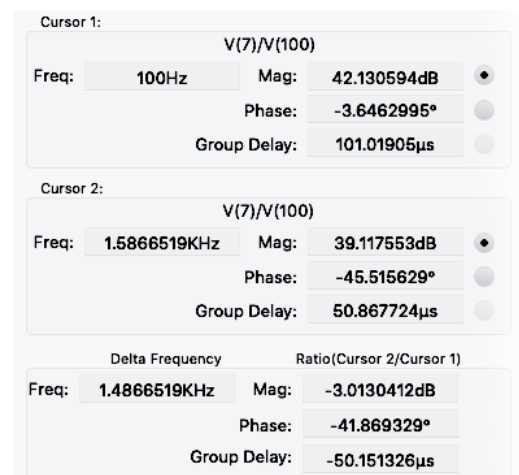 Cursor 1:
V(7)/V(100)
Freq: 100Hz Mag: 42.130594dB
Phase: -3.6462995°
Group Delay: 101.01905µs
Cursor 2:
V(7)/V(100)
Freq: 1.5866519KHz Mag: 39.117553dB
Phase: -45.515629°
Group Delay: 50.867724µs
Delta Frequency Ratio(Cursor 2/Cursor 1)
Freq: 1.4866519KHz Mag: -3.0130412dB
Phase: -41.869329°
Group Delay: -50.151326µs